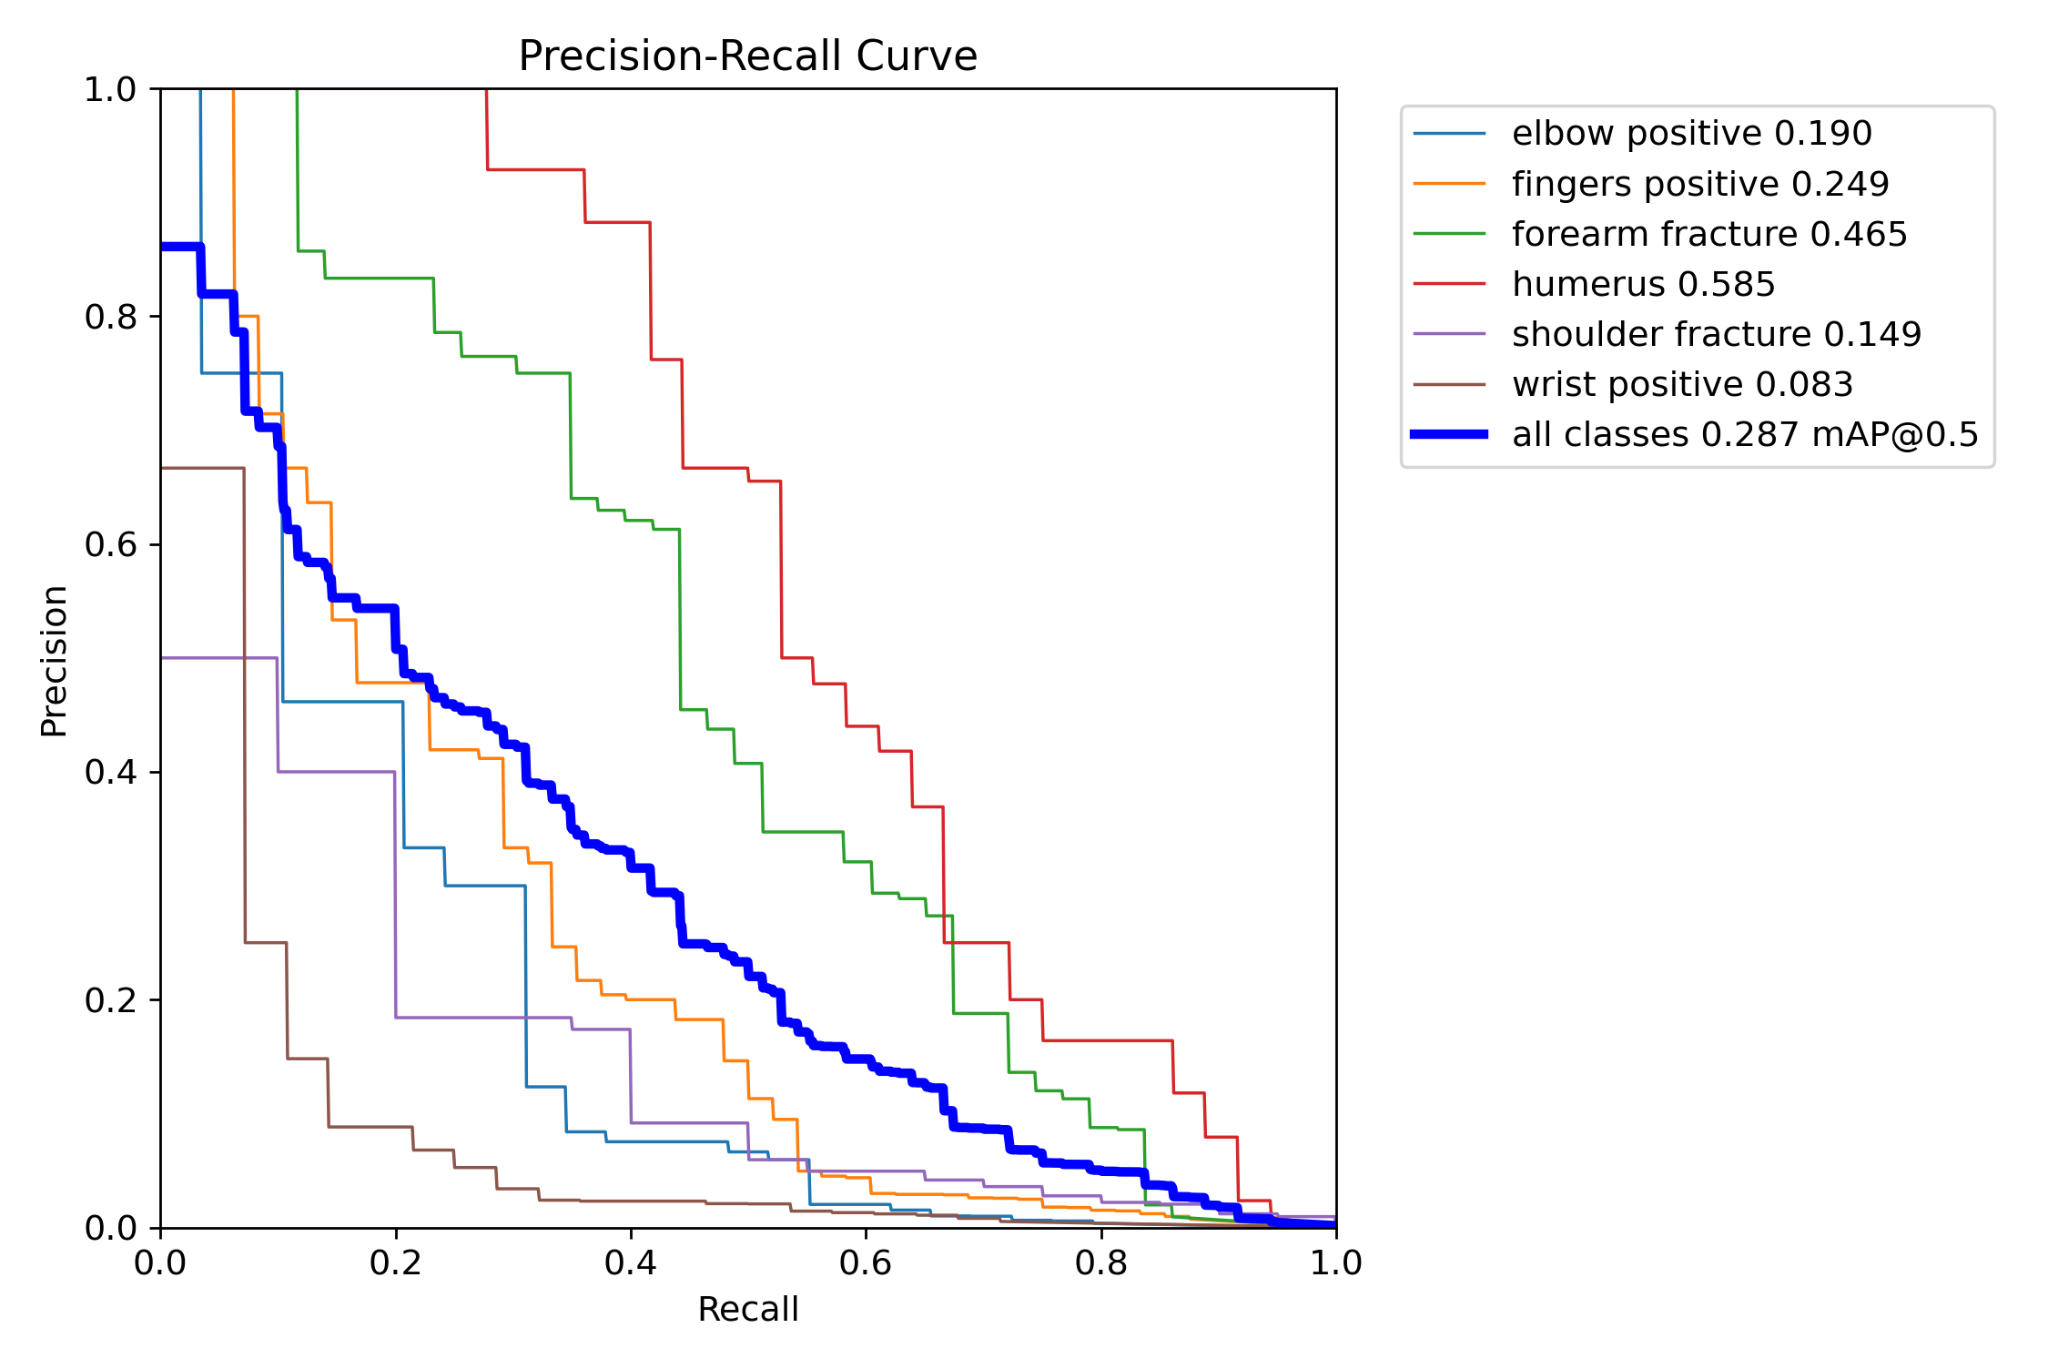 Precision-Recall Curve
1.0
0.8
0.6
0.4
0.2
0.0
Precision
0.0 0.2 0.4 0.6 0.8 1.0
Recall
elbow positive 0.190
fingers positive 0.249
forearm fracture 0.465
humerus 0.585
shoulder fracture 0.149
wrist positive 0.083
all classes 0.287 mAP@0.5